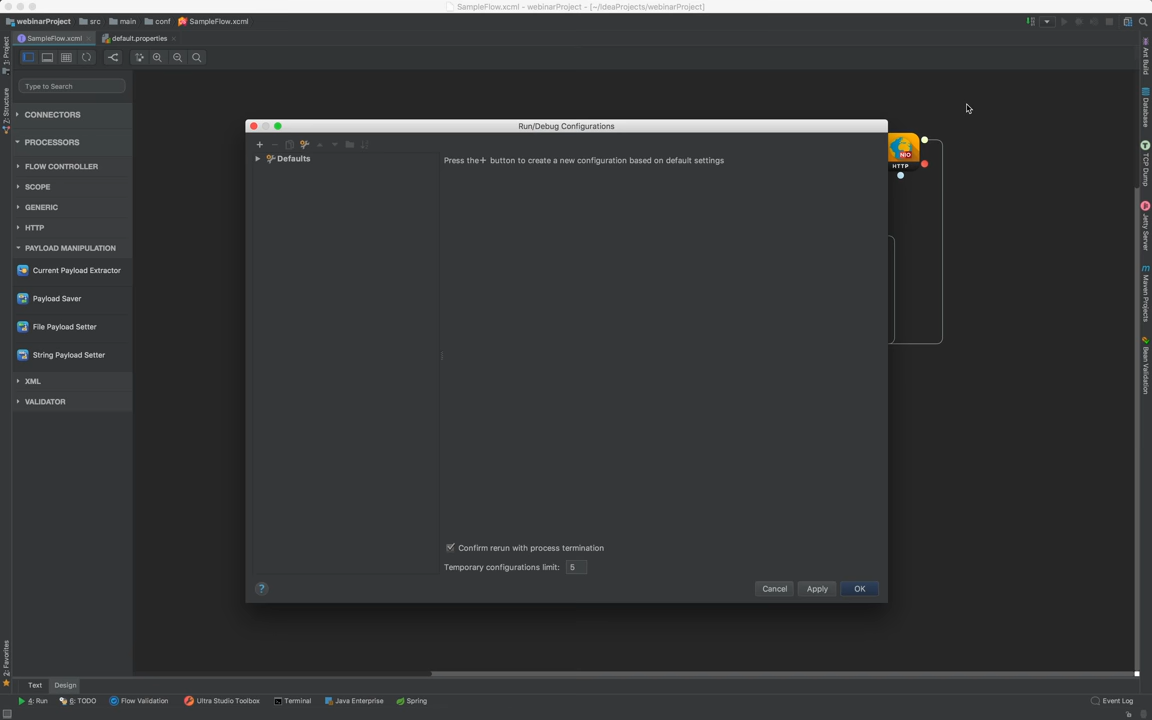 SampleFlow.xcml - webinarProject - [~/IdeaProjects/webinarProject]
webinarProject src main conf SampleFlow.xcml
SampleFlow.xcml default.properties
1: Project
2: Structure
2: Favorites
Type to Search
CONNECTORS
PROCESSORS
FLOW CONTROLLER
SCOPE
GENERIC
HTTP
PAYLOAD MANIPULATION
Current Payload Extractor
Payload Saver
File Payload Setter
String Payload Setter
XML
VALIDATOR
Run/Debug Configurations
Defaults
Press the+ button to create a new configuration based on default settings
Confirm rerun with process termination
Temporary configurations limit: 5
? Cancel Apply OK
NIO
HTTP
Ant Build
Database
TCP Dump
Jetty Server
m Maven Projects
Bean Validation
Text Design
4: Run 6: TODO Flow Validation Ultra Studio Toolbox Terminal Java Enterprise Spring Event Log